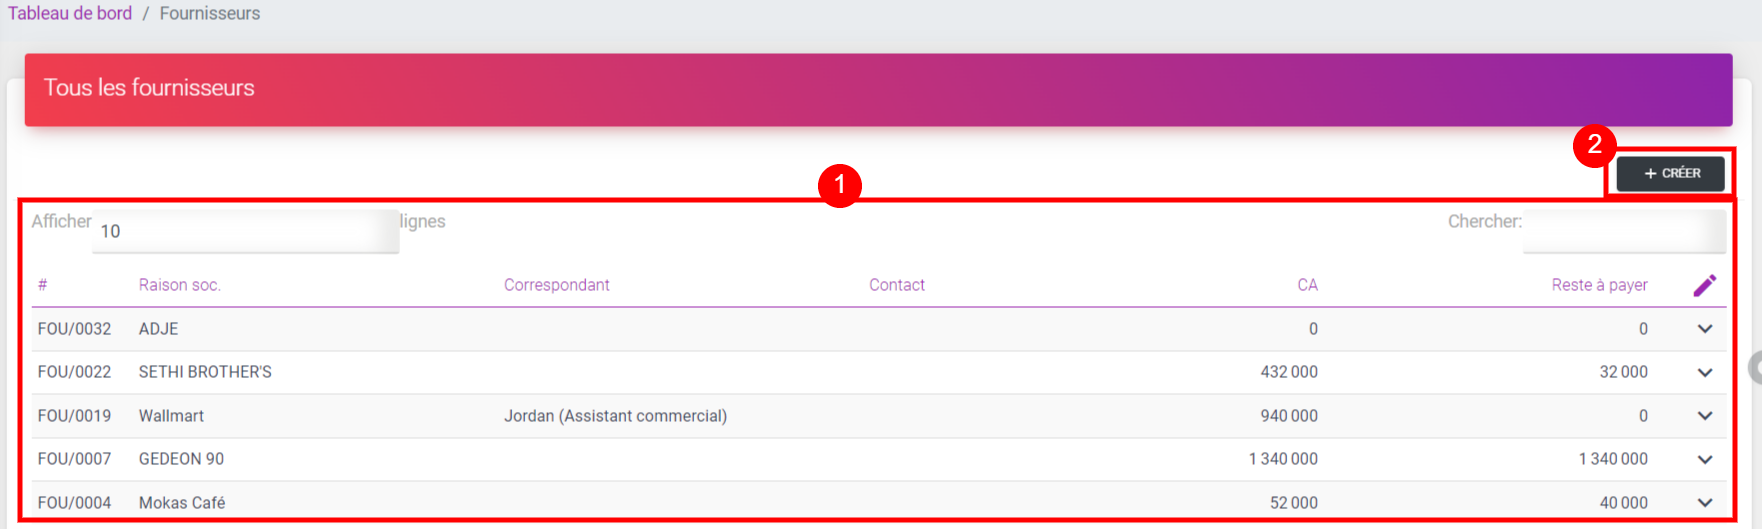 Tableau de bord / Fournisseurs
Tous les fournisseurs
2
+ CRÉER
1
Afficher 10 lignes Chercher:
# Raison soc. Correspondant Contact CA Reste à payer
FOU/0032 ADJE 0 0
FOU/0022 SETHI BROTHER'S 432 000 32 000
FOU/0019 Wallmart Jordan (Assistant commercial) 940 000 0
FOU/0007 GEDEON 90 1 340 000 1 340 000
FOU/0004 Mokas Café 52 000 40 000